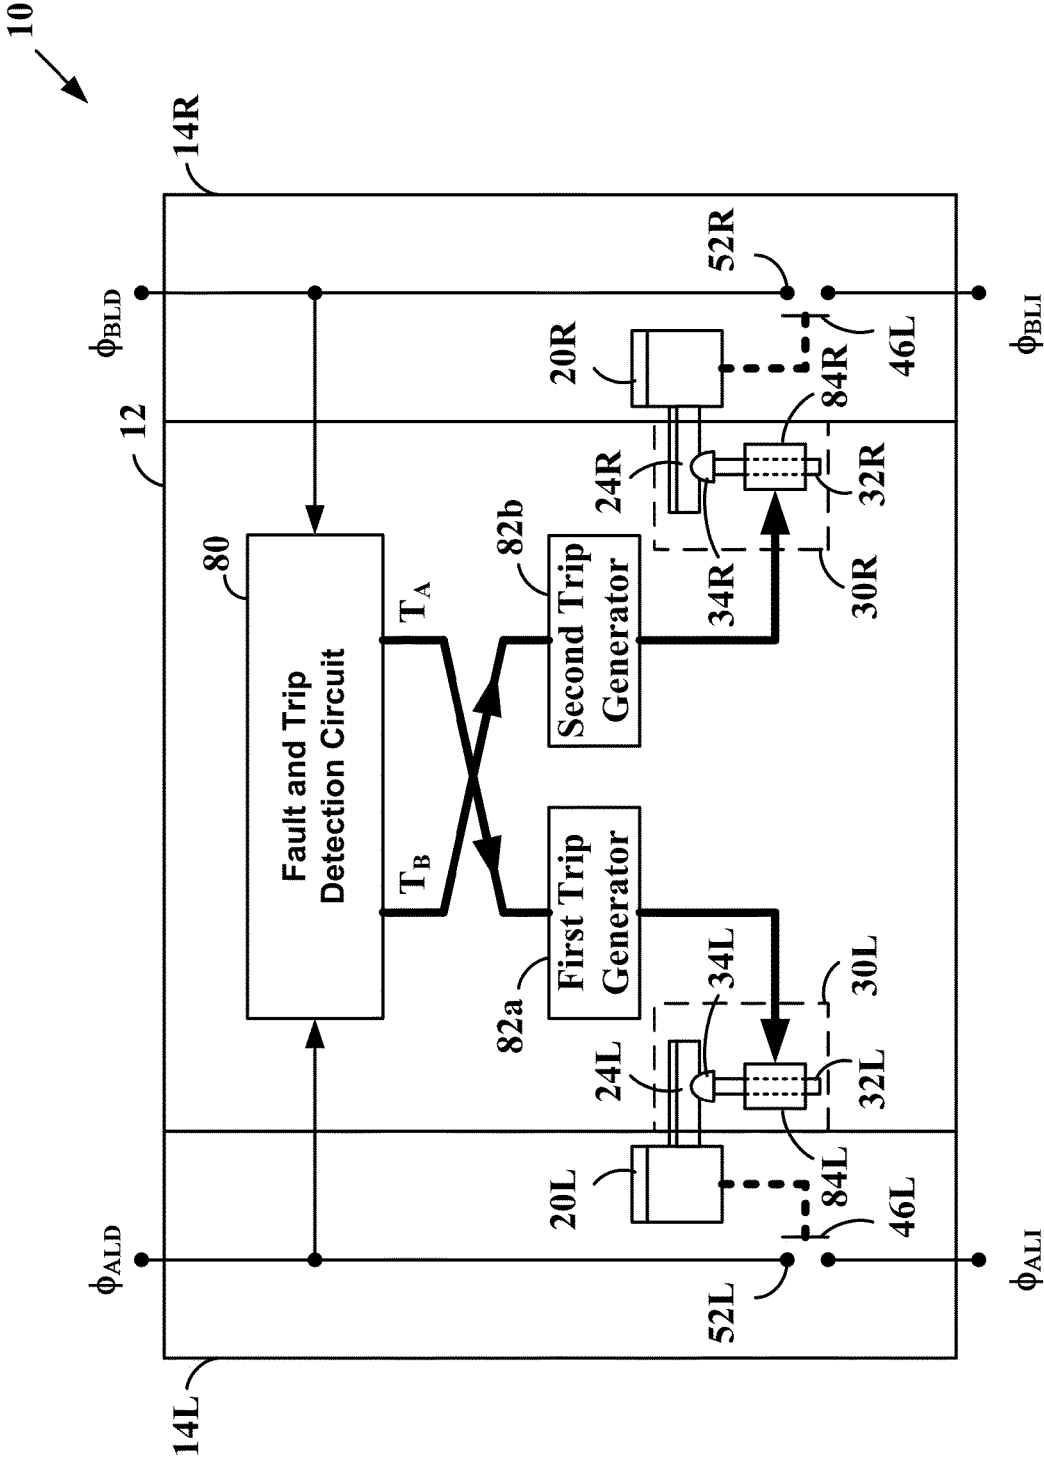 10
ϕALD
ϕBLD
12
14L
14R
80
Fault and Trip
Detection Circuit
TB
TA
82a
82b
20L
First Trip
Generator
Second Trip
Generator
20R
24L
24R
52L
34L
34R
52R
84L
84R
32L
30L
30R
32R
46L
46L
ϕALI
ϕBLI